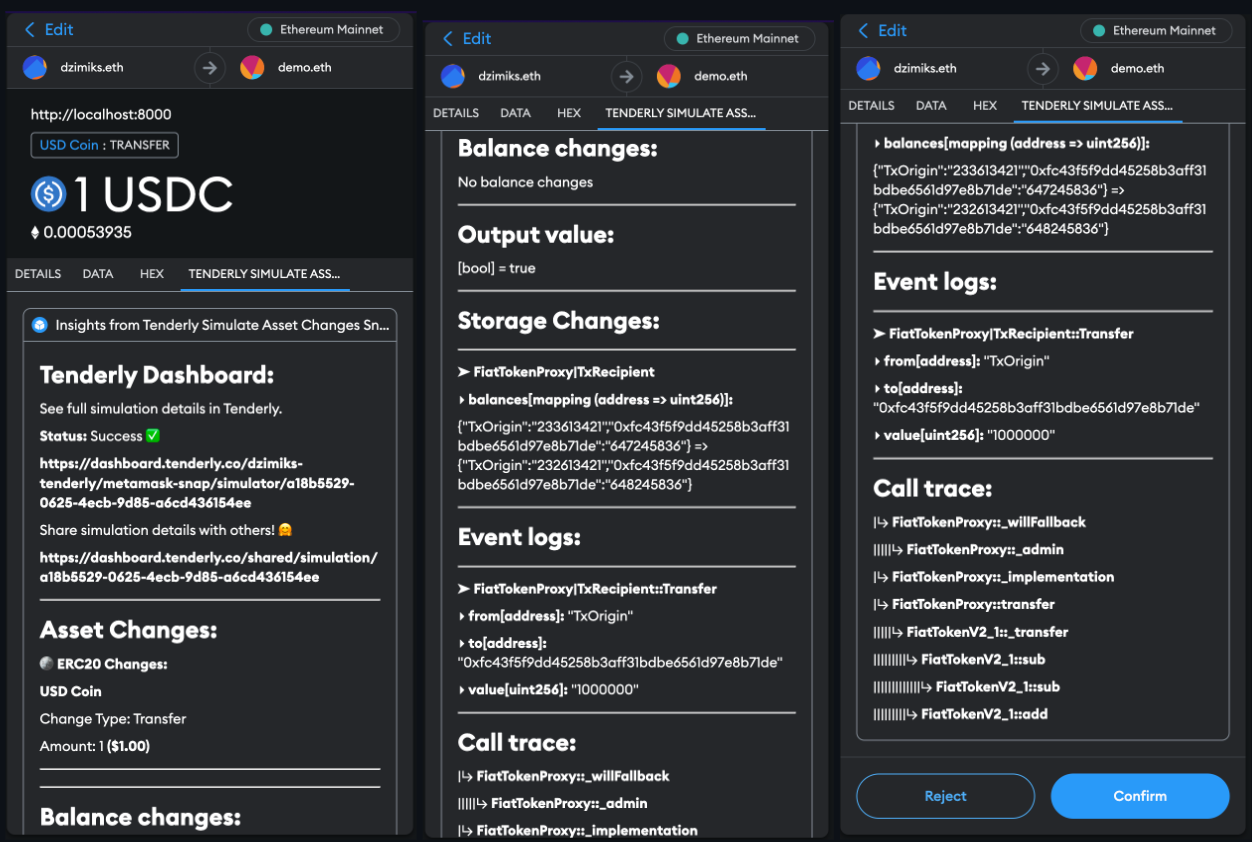 Edit
Ethereum Mainnet
dzimiks.eth
demo.eth
http://localhost:8000
USD Coin : TRANSFER
1 USDC
0.00053935
DETAILS DATA HEX TENDERLY SIMULATE ASS...
Insights from Tenderly Simulate Asset Changes Sn...
Tenderly Dashboard:
See full simulation details in Tenderly.
Status: Success ✅
https://dashboard.tenderly.co/dzimiks-
tenderly/metamask-snap/simulator/a18b5529-
0625-4ecb-9d85-a6cd436154ee
Share simulation details with others! 🤗
https://dashboard.tenderly.co/shared/simulation/
a18b5529-0625-4ecb-9d85-a6cd436154ee
Asset Changes:
ERC20 Changes:
USD Coin
Change Type: Transfer
Amount: 1 ($1.00)
Balance changes:
Edit
Ethereum Mainnet
dzimiks.eth
demo.eth
DETAILS DATA HEX TENDERLY SIMULATE ASS...
Balance changes:
No balance changes
Output value:
[bool] = true
Storage Changes:
➤ FiatTokenProxy|TxRecipient
‣ balances[mapping (address => uint256)]:
{"TxOrigin":"233613421","0xfc43f5f9dd45258b3aff31
bdbe6561d97e8b71de":"647245836"} =>
{"TxOrigin":"232613421","0xfc43f5f9dd45258b3aff31
bdbe6561d97e8b71de":"648245836"}
Event logs:
➤ FiatTokenProxy|TxRecipient::Transfer
‣ from[address]: "TxOrigin"
‣ to[address]:
"0xfc43f5f9dd45258b3aff31bdbe6561d97e8b71de"
‣ value[uint256]: "1000000"
Call trace:
|↳ FiatTokenProxy::_willFallback
|||||↳ FiatTokenProxy::_admin
|↳ FiatTokenProxy::_implementation
Edit
Ethereum Mainnet
dzimiks.eth
demo.eth
DETAILS DATA HEX TENDERLY SIMULATE ASS...
‣ balances[mapping (address => uint256)]:
{"TxOrigin":"233613421","0xfc43f5f9dd45258b3aff31
bdbe6561d97e8b71de":"647245836"} =>
{"TxOrigin":"232613421","0xfc43f5f9dd45258b3aff31
bdbe6561d97e8b71de":"648245836"}
Event logs:
➤ FiatTokenProxy|TxRecipient::Transfer
‣ from[address]: "TxOrigin"
‣ to[address]:
"0xfc43f5f9dd45258b3aff31bdbe6561d97e8b71de"
‣ value[uint256]: "1000000"
Call trace:
|↳ FiatTokenProxy::_willFallback
|||||↳ FiatTokenProxy::_admin
|↳ FiatTokenProxy::_implementation
|↳ FiatTokenProxy::transfer
|||||↳ FiatTokenV2_1::_transfer
|||||||||↳ FiatTokenV2_1::sub
|||||||||||||↳ FiatTokenV2_1::sub
|||||||||↳ FiatTokenV2_1::add
Reject
Confirm